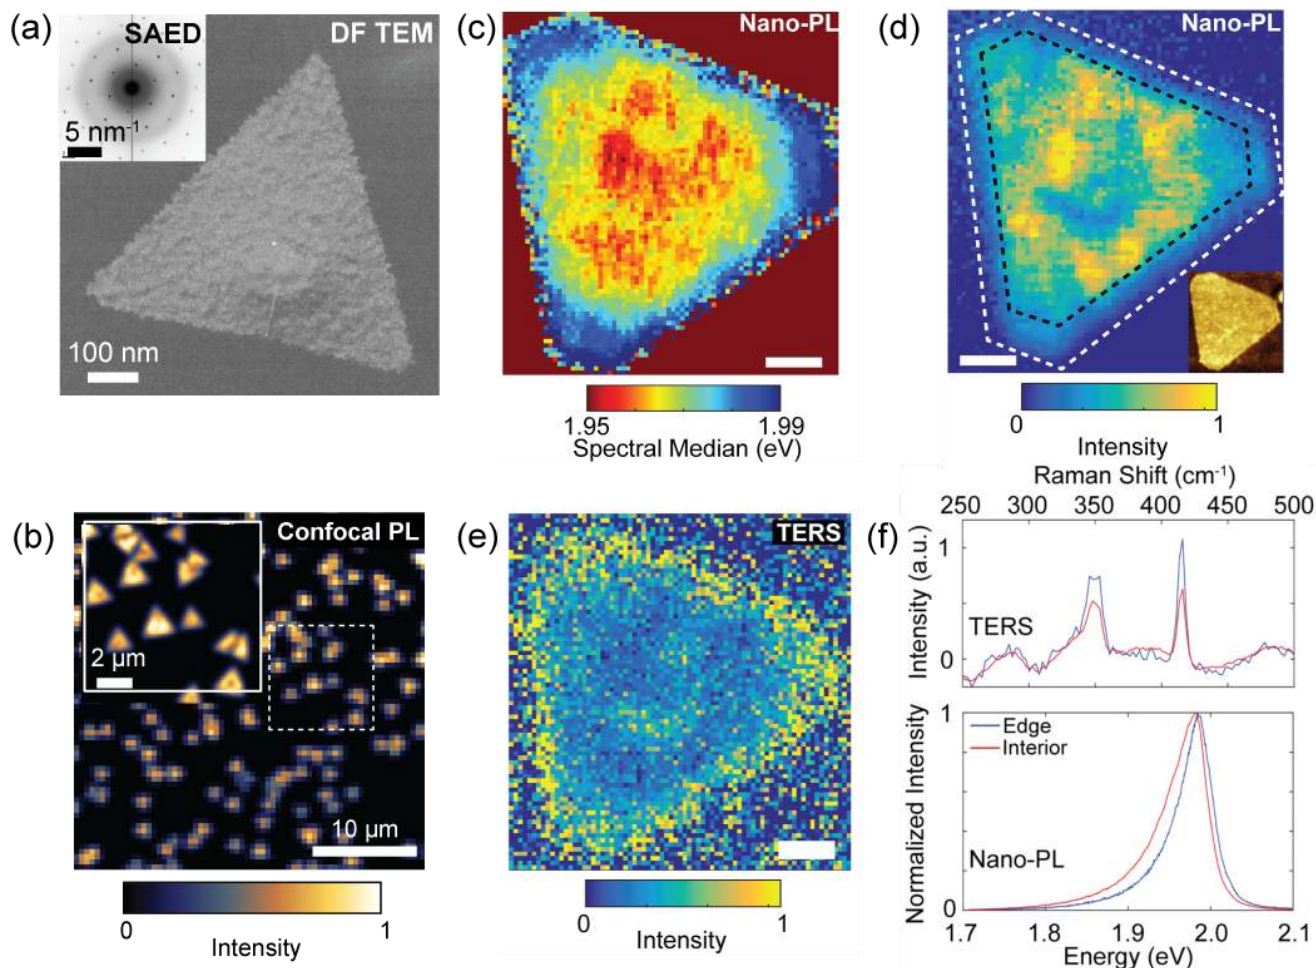 (a)
SAED
DF TEM
5 nm⁻¹
100 nm
(c)
Nano-PL
1.95
1.99
Spectral Median (eV)
(d)
Nano-PL
0
1
Intensity
(b)
Confocal PL
2 µm
10 µm
0
1
Intensity
(e)
TERS
0
1
Intensity
(f)
Raman Shift (cm⁻¹)
250 300 350 400 450 500
Intensity (a.u.)
1
0
TERS
Normalized Intensity
1
0
Edge
Interior
Nano-PL
1.7 1.8 1.9 2.0 2.1
Energy (eV)